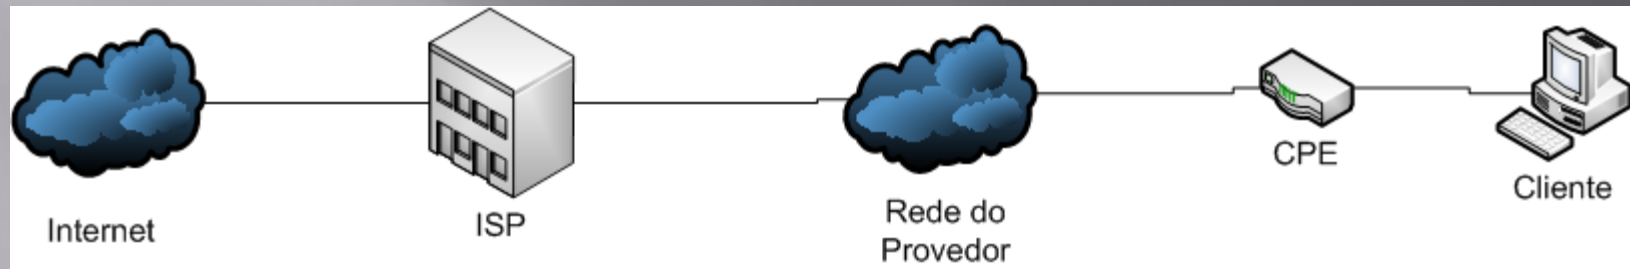 Internet
ISP
Rede do
Provedor
CPE
Cliente